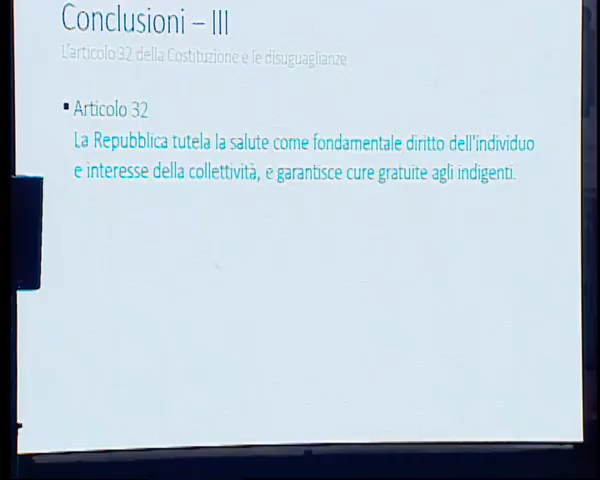 Conclusioni – III
L'articolo 32 della Costituzione e le disuguaglianze
▪ Articolo 32
La Repubblica tutela la salute come fondamentale diritto dell'individuo
e interesse della collettività, e garantisce cure gratuite agli indigenti.